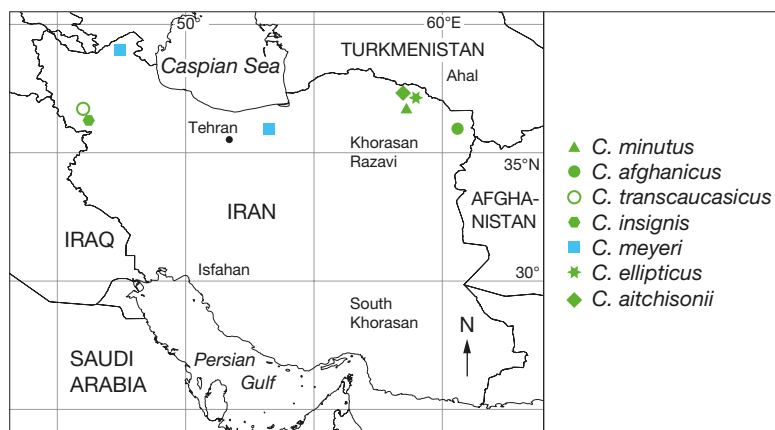 50°
60°E
TURKMENISTAN
Caspian Sea
Ahal
Tehran
Khorasan
Razavi
35°N
AFGHA-
NISTAN
IRAN
IRAQ
Isfahan
30°
South
Khorasan
N
SAUDI
ARABIA
Persian
Gulf
C. minutus
C. afghanicus
C. transcaucasicus
C. insignis
C. meyeri
C. ellipticus
C. aitchisonii